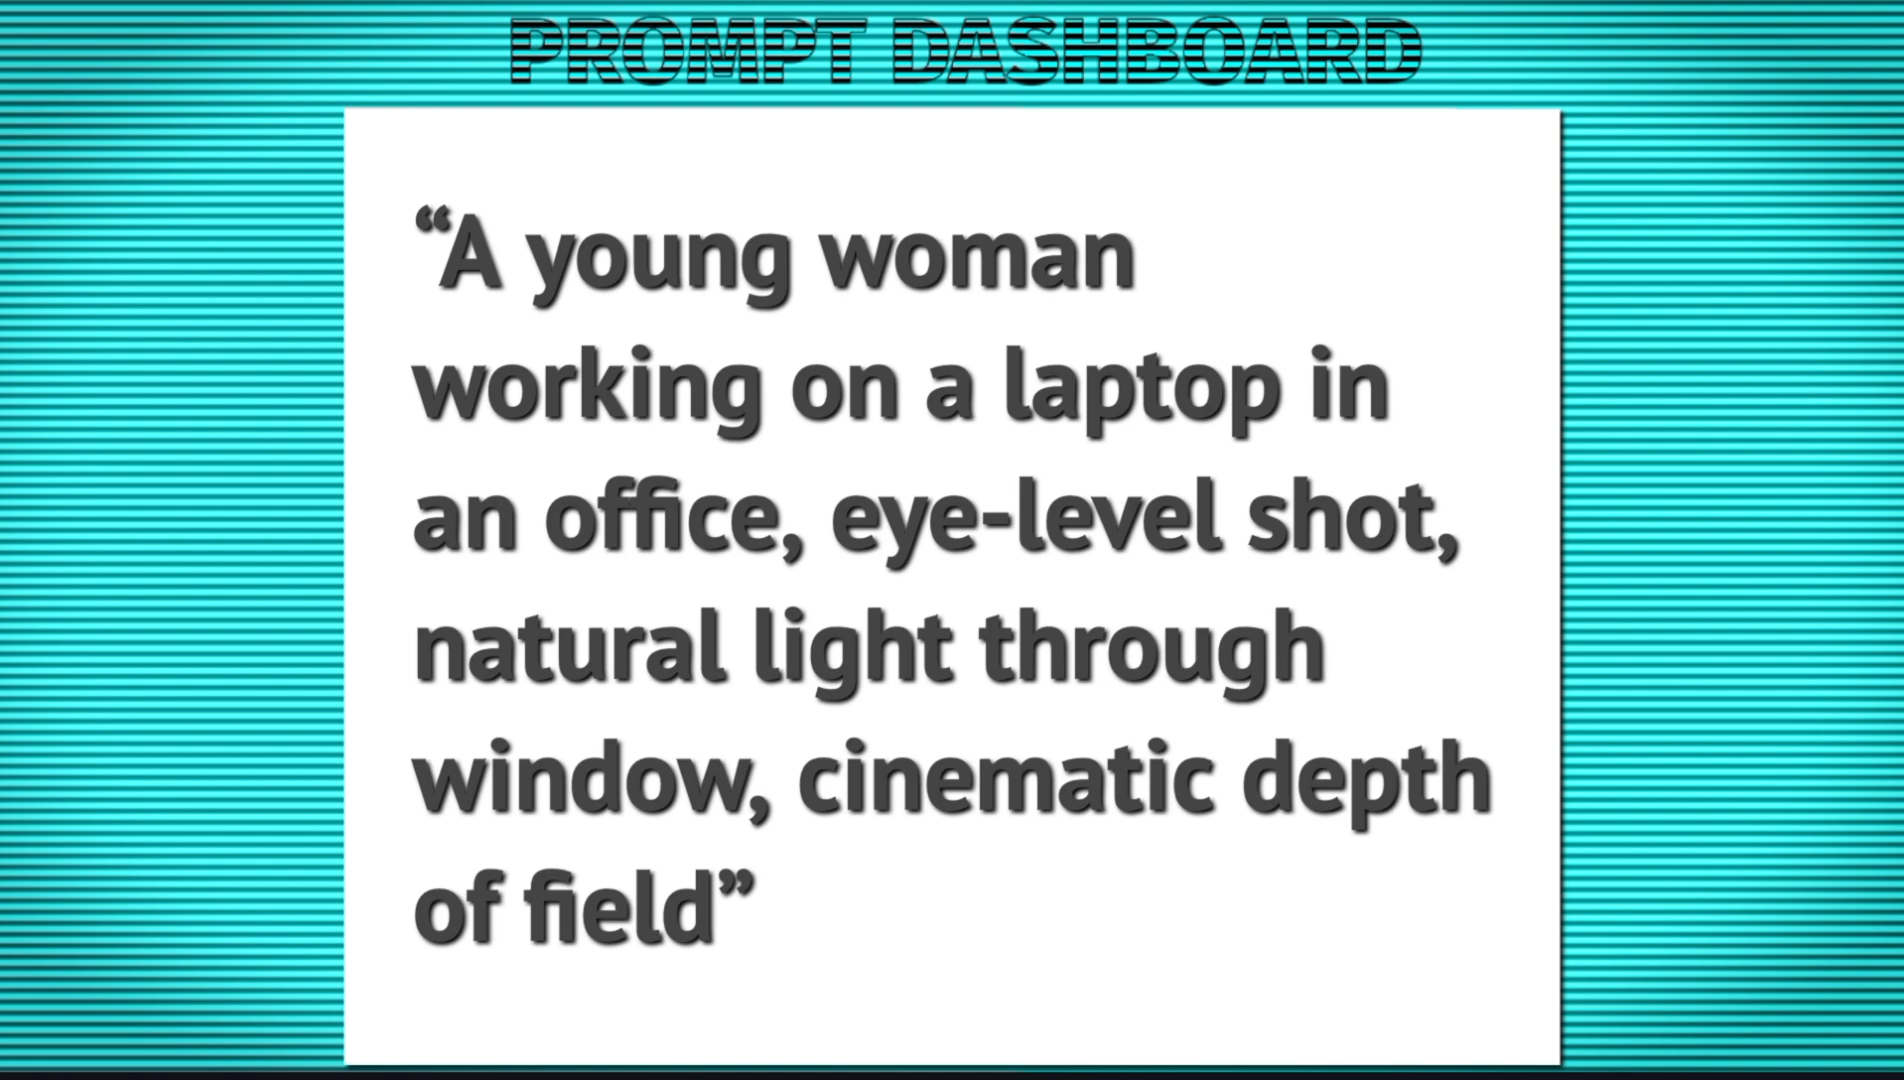 PROMPT DASHBOARD
“A young woman
working on a laptop in
an office, eye-level shot,
natural light through
window, cinematic depth
of field”